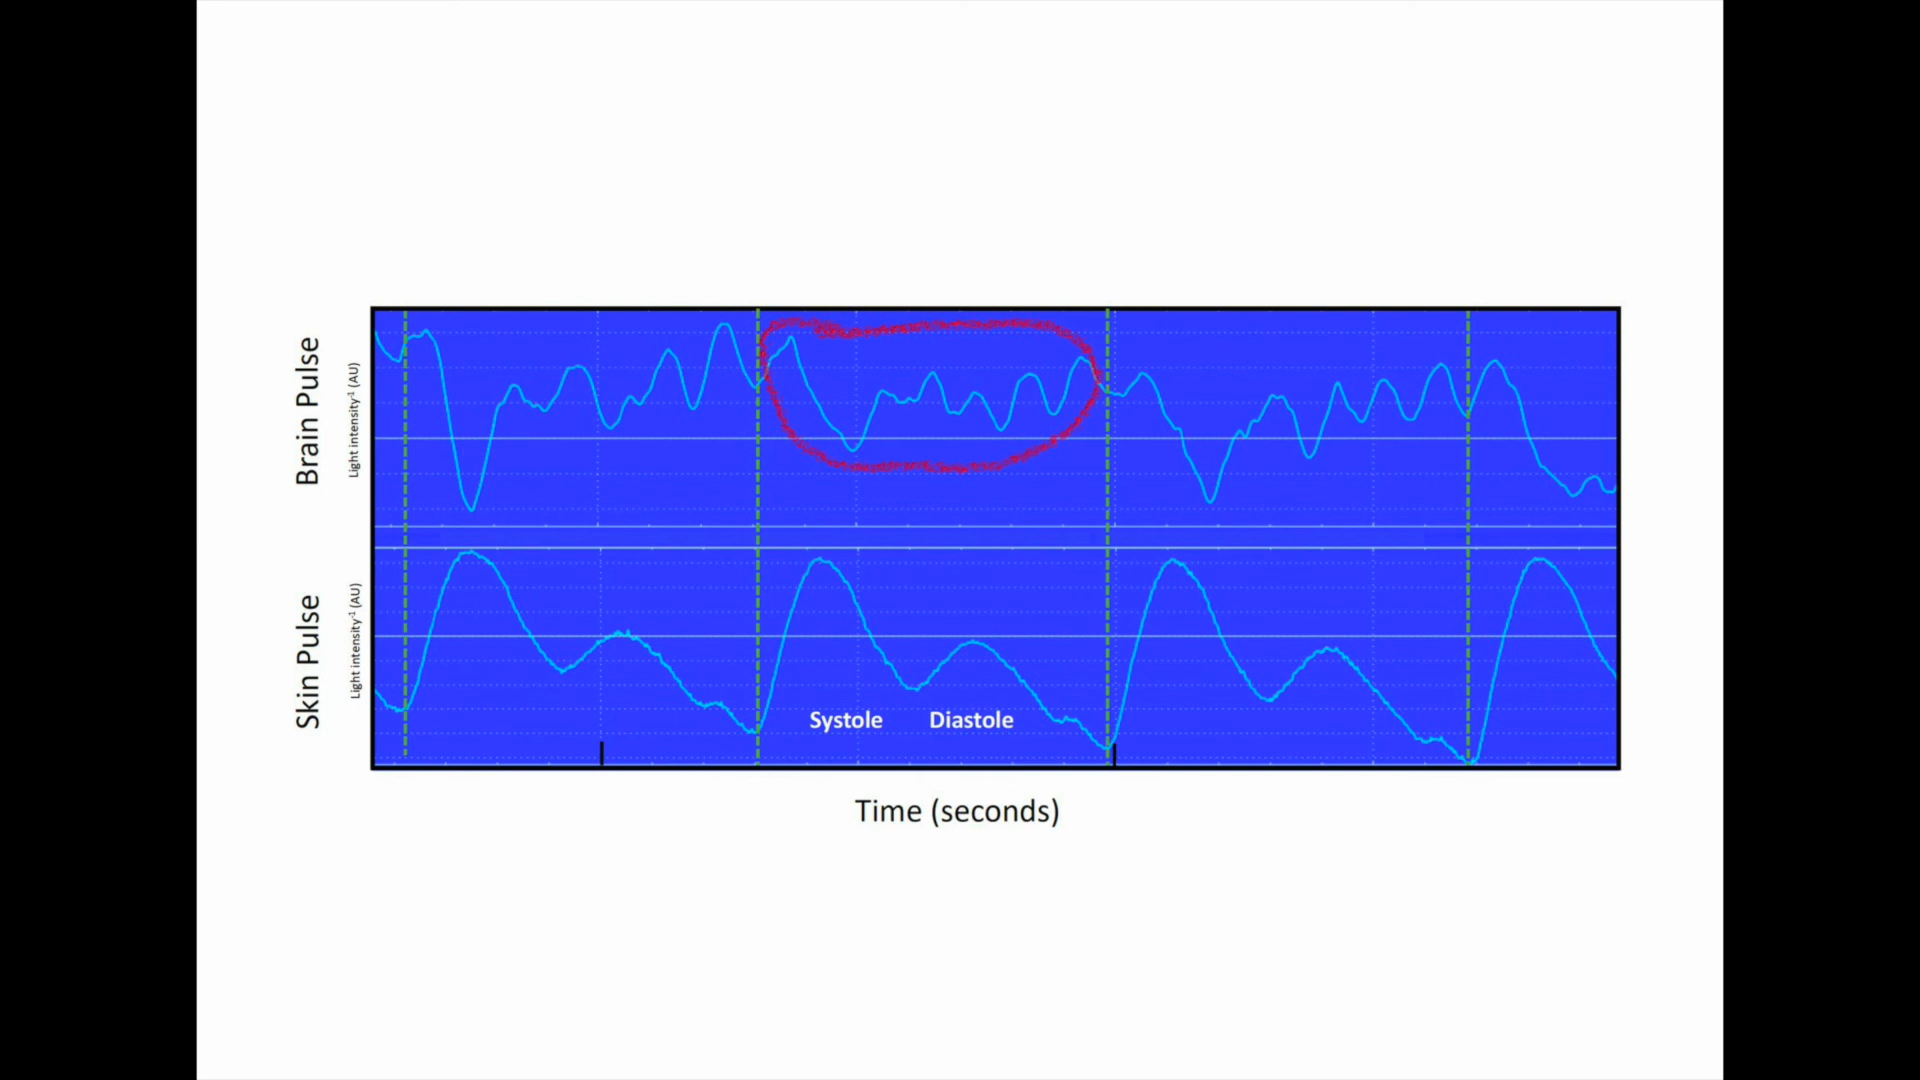 Brain Pulse
Light intensity⁻¹ (AU)
Skin Pulse
Light intensity⁻¹ (AU)
Systole Diastole
Time (seconds)